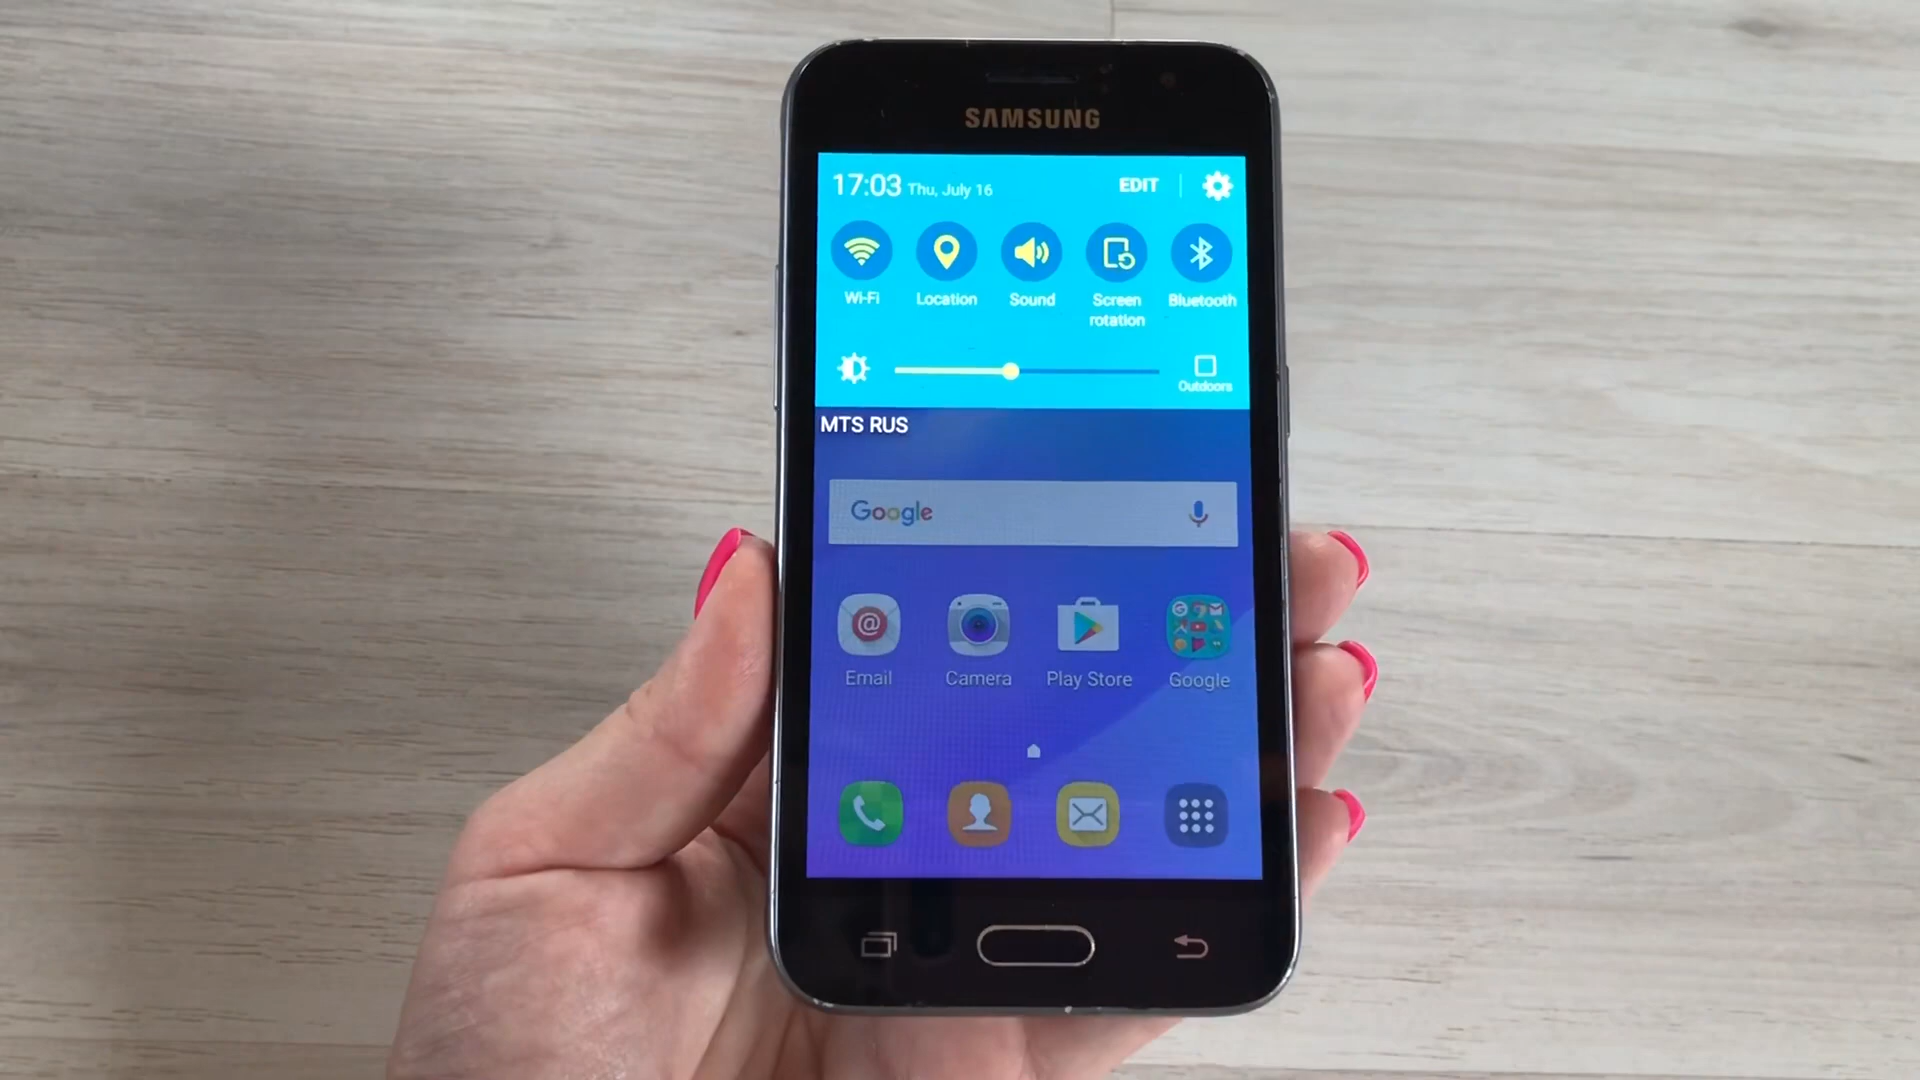 SAMSUNG
17:03 Thu, July 16 EDIT
Wi-Fi Location Sound Screen rotation Bluetooth
Outdoors
MTS RUS
Google
Email Camera Play Store Google